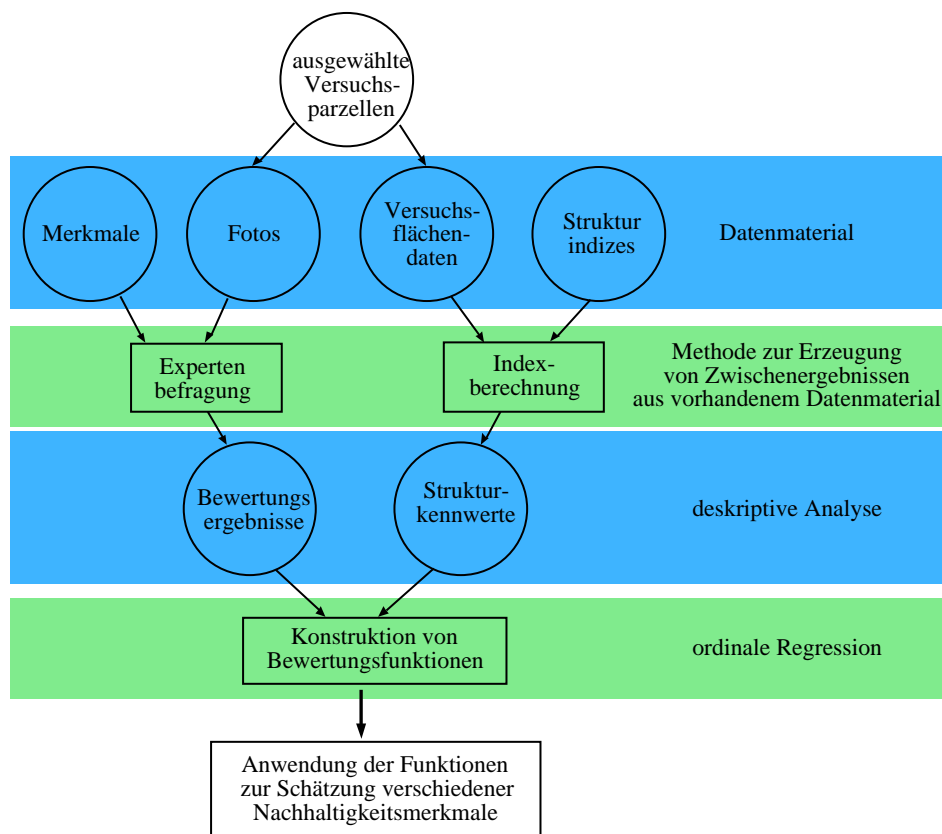 ausgewählte
Versuchs-
parzellen
Merkmale
Fotos
Versuchs-
flächen-
daten
Struktur
indizes
Datenmaterial
Experten
befragung
Index-
berechnung
Methode zur Erzeugung
von Zwischenergebnissen
aus vorhandenem Datenmaterial
Bewertungs
ergebnisse
Struktur-
kennwerte
deskriptive Analyse
Konstruktion von
Bewertungsfunktionen
ordinale Regression
Anwendung der Funktionen
zur Schätzung verschiedener
Nachhaltigkeitsmerkmale